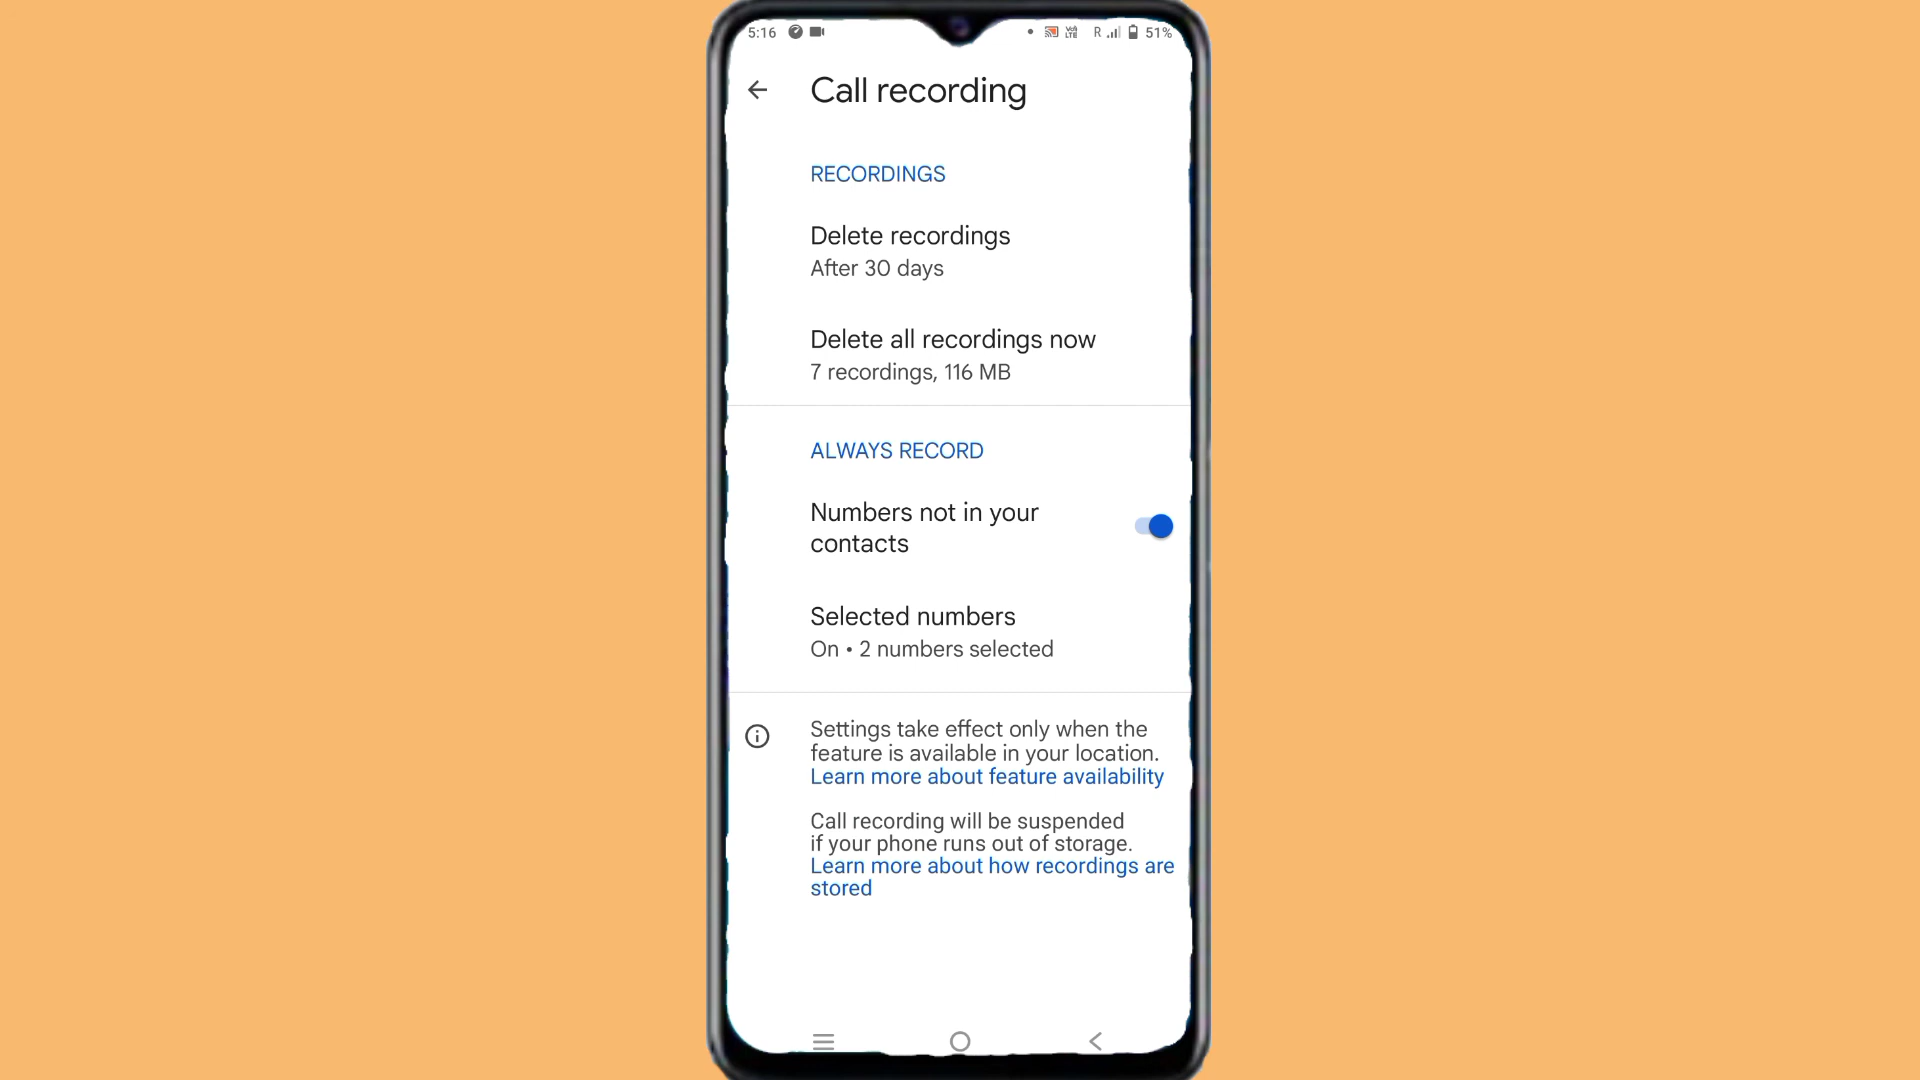 5:16 R 51%
Call recording
RECORDINGS
Delete recordings
After 30 days
Delete all recordings now
7 recordings, 116 MB
ALWAYS RECORD
Numbers not in your
contacts
Selected numbers
On • 2 numbers selected
Settings take effect only when the
feature is available in your location.
Learn more about feature availability
Call recording will be suspended
if your phone runs out of storage.
Learn more about how recordings are
stored